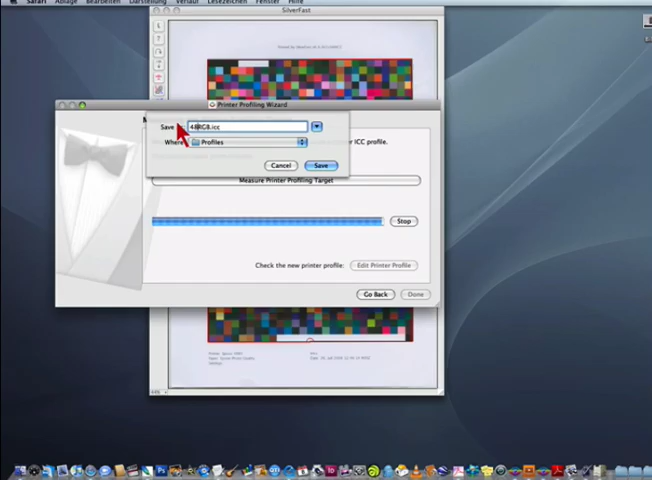 Safari Ablage Bearbeiten Darstellung Verlauf Lesezeichen Fenster Hilfe
SilverFast
Printer Profiling Wizard
Save
Where
Profiles
ICC profile.
Cancel
Save
Measure Printer Profiling Target
Stop
Check the new printer profile:
Edit Printer Profile
Go Back
Done